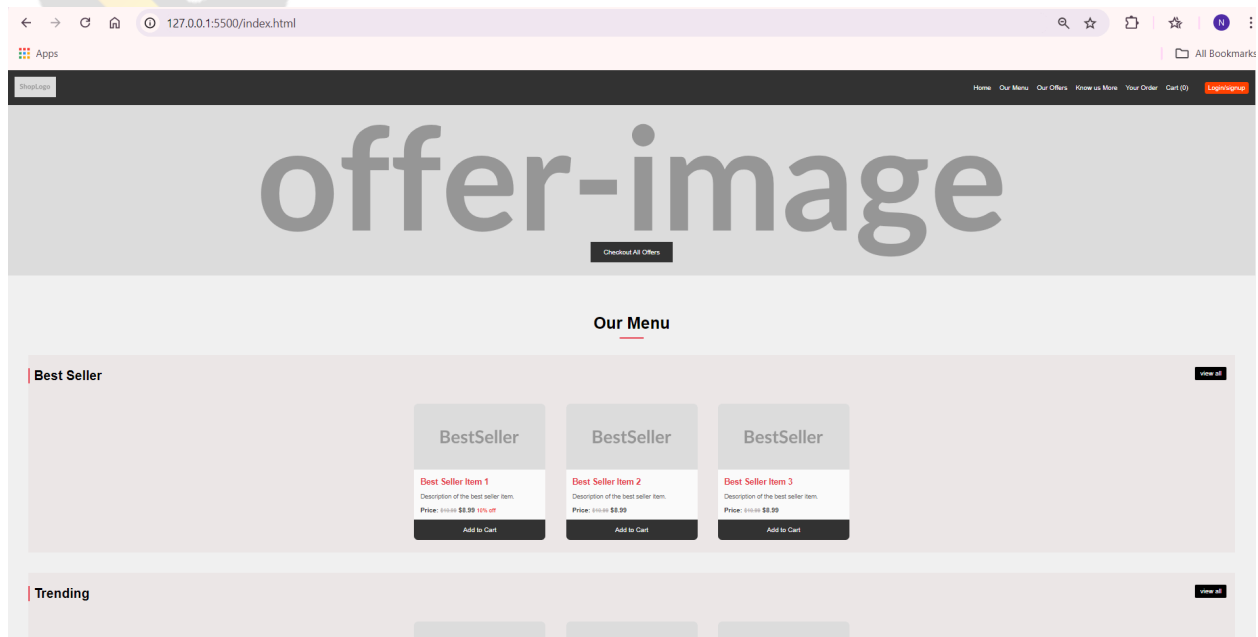 127.0.0.1:5500/index.html
N
Apps
All Bookmarks
ShopLogo
Home Our Menu Our Offers Know us More Your Order Cart (0) Login/signup
offer-image
Checkout All Offers
Our Menu
Best Seller
view all
BestSeller BestSeller BestSeller
Best Seller Item 1 Best Seller Item 2 Best Seller Item 3
Description of the best seller item. Description of the best seller item. Description of the best seller item.
Price: $8.99 10% off Price: $8.99 Price: $8.99
Add to Cart Add to Cart Add to Cart
Trending
view all